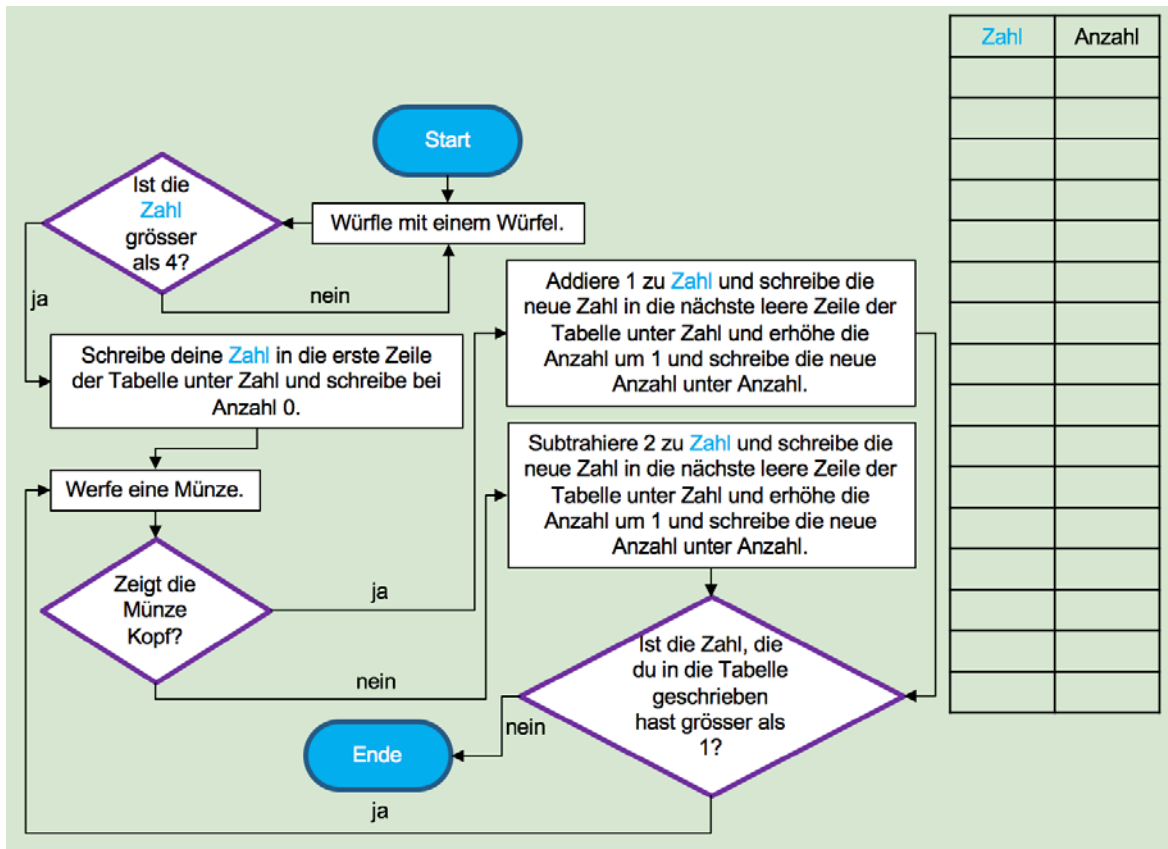 Zahl Anzahl
Start
Würfle mit einem Würfel.
Ist die
Zahl
grösser
als 4?
nein
ja
Schreibe deine Zahl in die erste Zeile
der Tabelle unter Zahl und schreibe bei
Anzahl 0.
Werfe eine Münze.
Zeigt die
Münze
Kopf?
ja
nein
Addiere 1 zu Zahl und schreibe die
neue Zahl in die nächste leere Zeile der
Tabelle unter Zahl und erhöhe die
Anzahl um 1 und schreibe die neue
Anzahl unter Anzahl.
Subtrahiere 2 zu Zahl und schreibe die
neue Zahl in die nächste leere Zeile der
Tabelle unter Zahl und erhöhe die
Anzahl um 1 und schreibe die neue
Anzahl unter Anzahl.
Ist die Zahl, die
du in die Tabelle
geschrieben
hast grösser als
1?
nein
Ende
ja